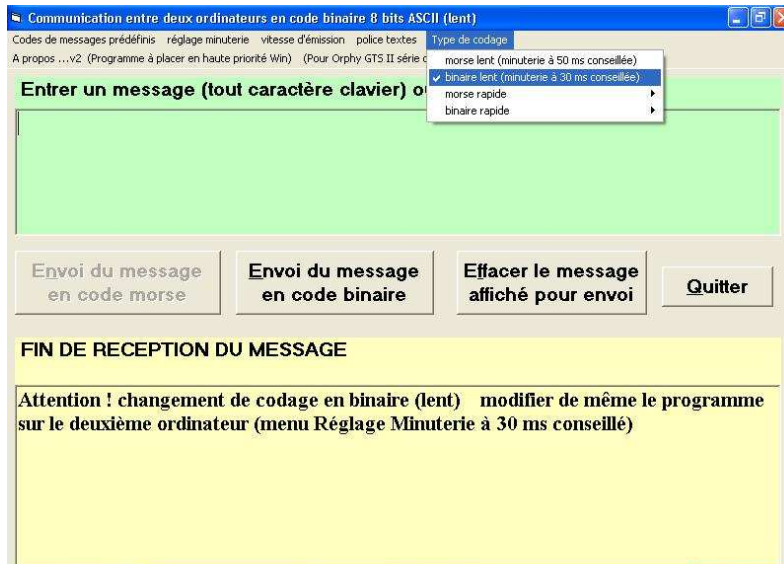 Communication entre deux ordinateurs en code binaire 8 bits ASCII (lent)
Codes de messages prédéfinis réglage minuterie vitesse d'émission police textes Type de codage
A propos ...v2 (Programme à placer en haute priorité Win) (Pour Orphy GTS II série
morse lent (minuterie à 50 ms conseillée)
binaire lent (minuterie à 30 ms conseillée)
morse rapide
binaire rapide
Entrer un message (tout caractère clavier)
Envoi du message
en code morse
Envoi du message
en code binaire
Effacer le message
affiché pour envoi
Quitter
FIN DE RECEPTION DU MESSAGE
Attention ! changement de codage en binaire (lent) modifier de même le programme
sur le deuxième ordinateur (menu Réglage Minuterie à 30 ms conseillé)